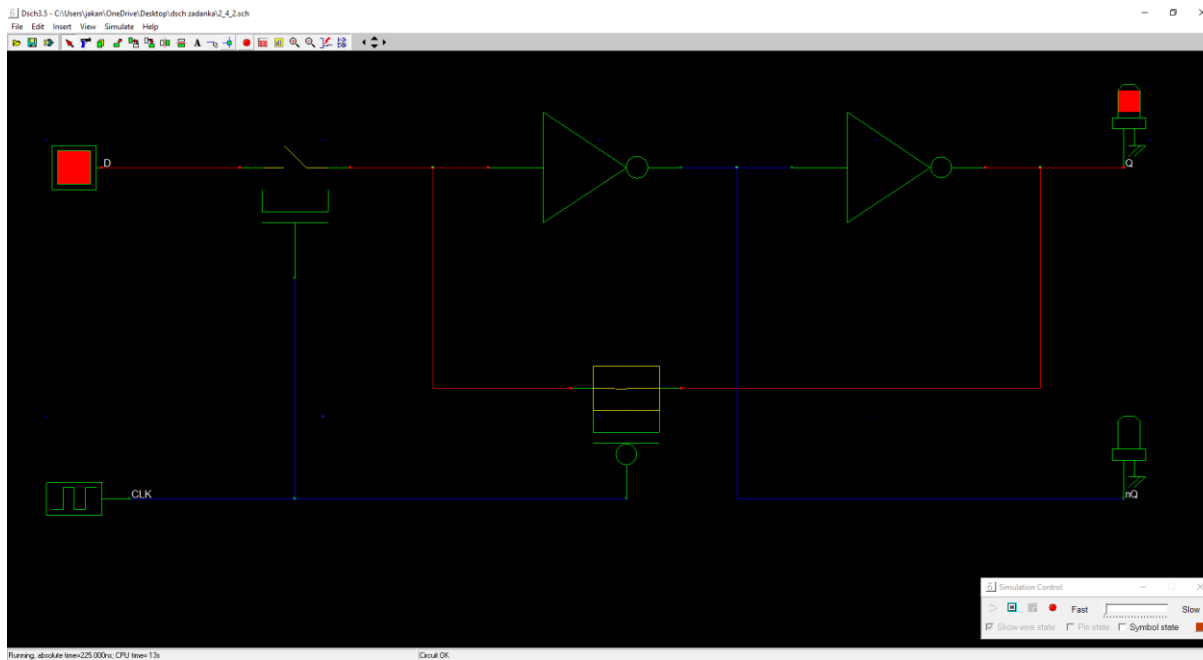 Dsch3.5 - C:\Users\jakan\OneDrive\Desktop\dsch zadanka\2_4_2.sch
File Edit Insert View Simulate Help
D
Q
CLK
nQ
Simulation Control
Fast Slow
Show wire state Pin state Symbol state
Running, absolute time=225.000ns; CPU time= 13s Circuit OK